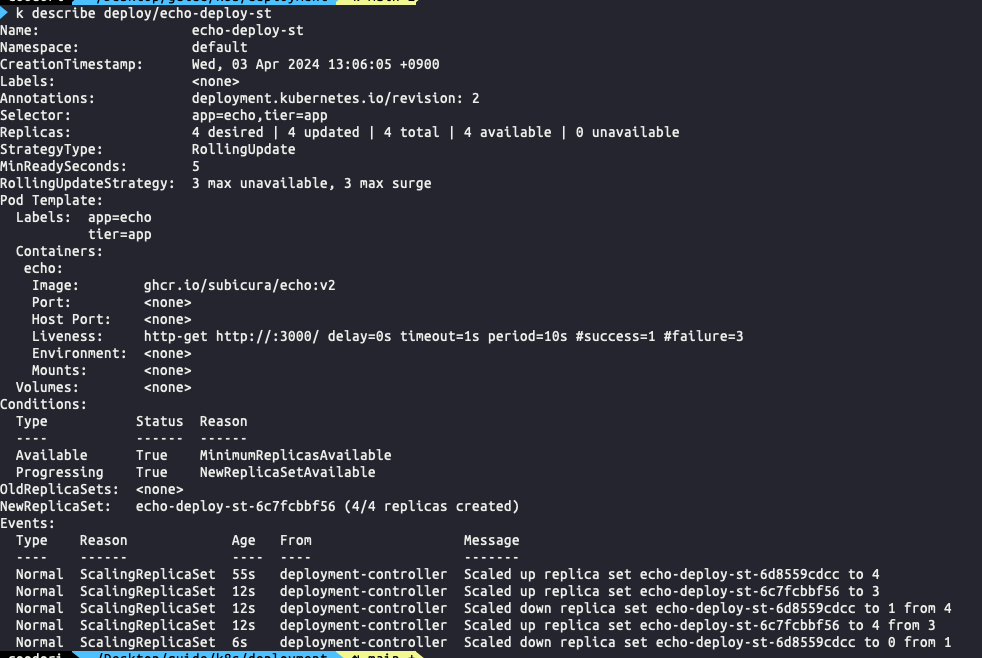 k describe deploy/echo-deploy-st
Name:                   echo-deploy-st
Namespace:              default
CreationTimestamp:      Wed, 03 Apr 2024 13:06:05 +0900
Labels:                 <none>
Annotations:            deployment.kubernetes.io/revision: 2
Selector:               app=echo,tier=app
Replicas:               4 desired | 4 updated | 4 total | 4 available | 0 unavailable
StrategyType:           RollingUpdate
MinReadySeconds:        5
RollingUpdateStrategy:  3 max unavailable, 3 max surge
Pod Template:
  Labels:  app=echo
           tier=app
  Containers:
   echo:
    Image:        ghcr.io/subicura/echo:v2
    Port:         <none>
    Host Port:    <none>
    Liveness:     http-get http://:3000/ delay=0s timeout=1s period=10s #success=1 #failure=3
    Environment:  <none>
    Mounts:       <none>
  Volumes:        <none>
Conditions:
  Type           Status  Reason
  ----           ------  ------
  Available      True    MinimumReplicasAvailable
  Progressing    True    NewReplicaSetAvailable
OldReplicaSets:  <none>
NewReplicaSet:   echo-deploy-st-6c7fcbbf56 (4/4 replicas created)
Events:
  Type    Reason             Age   From                   Message
  ----    ------             ----  ----                   -------
  Normal  ScalingReplicaSet  55s   deployment-controller  Scaled up replica set echo-deploy-st-6d8559cdcc to 4
  Normal  ScalingReplicaSet  12s   deployment-controller  Scaled up replica set echo-deploy-st-6c7fcbbf56 to 3
  Normal  ScalingReplicaSet  12s   deployment-controller  Scaled down replica set echo-deploy-st-6d8559cdcc to 1 from 4
  Normal  ScalingReplicaSet  12s   deployment-controller  Scaled up replica set echo-deploy-st-6c7fcbbf56 to 4 from 3
  Normal  ScalingReplicaSet  6s    deployment-controller  Scaled down replica set echo-deploy-st-6d8559cdcc to 0 from 1